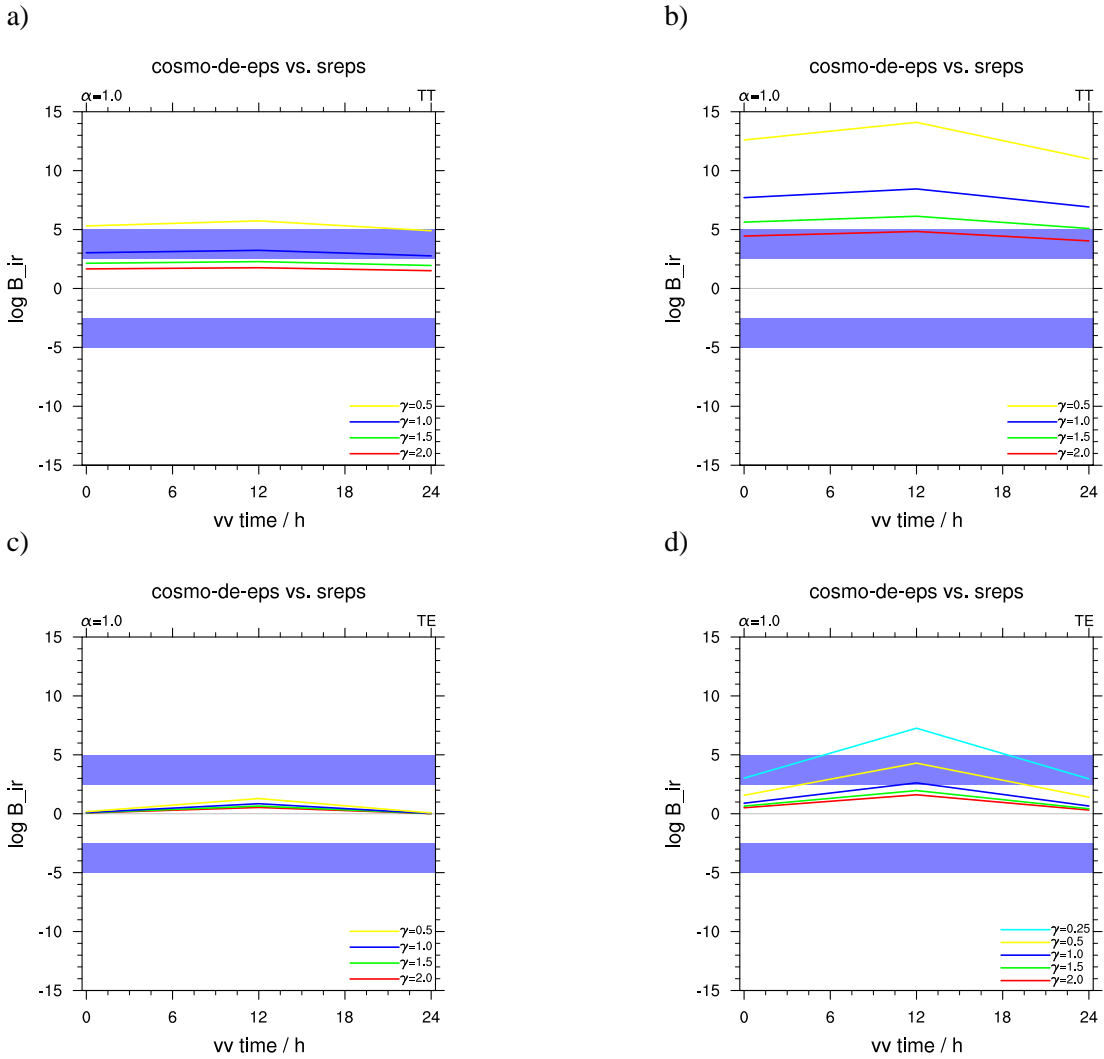 a)
cosmo-de-eps vs. sreps
α=1.0 TT
15
10
5
0
-5
-10
-15
log B_ir
γ=0.5
γ=1.0
γ=1.5
γ=2.0
0 6 12 18 24
vv time / h
b)
cosmo-de-eps vs. sreps
α=1.0 TT
15
10
5
0
-5
-10
-15
log B_ir
γ=0.5
γ=1.0
γ=1.5
γ=2.0
0 6 12 18 24
vv time / h
c)
cosmo-de-eps vs. sreps
α=1.0 TE
15
10
5
0
-5
-10
-15
log B_ir
γ=0.5
γ=1.0
γ=1.5
γ=2.0
0 6 12 18 24
vv time / h
d)
cosmo-de-eps vs. sreps
α=1.0 TE
15
10
5
0
-5
-10
-15
log B_ir
γ=0.25
γ=0.5
γ=1.0
γ=1.5
γ=2.0
0 6 12 18 24
vv time / h